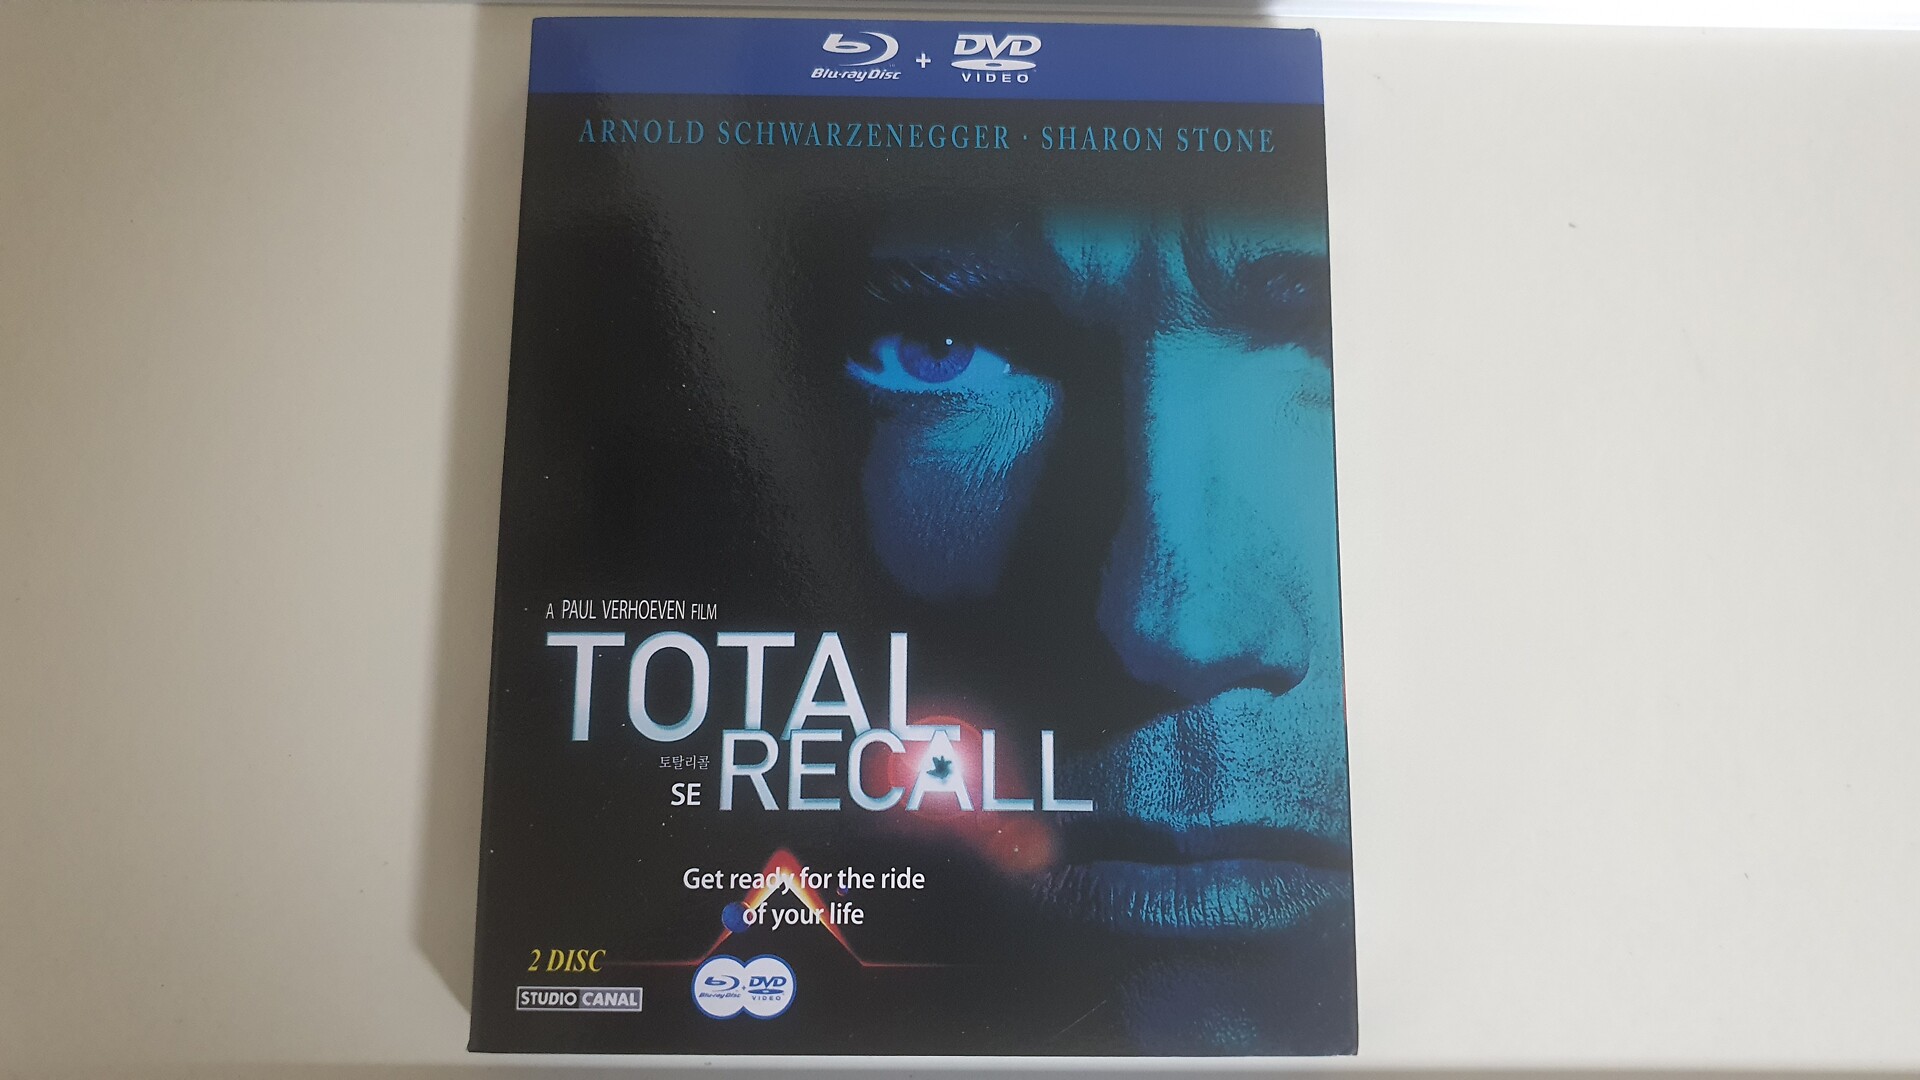 Blu-ray Disc + DVD VIDEO
ARNOLD SCHWARZENEGGER · SHARON STONE
A PAUL VERHOEVEN FILM
TOTAL
토탈리콜
SE RECALL
Get ready for the ride
of your life
2 DISC
STUDIO CANAL
Blu-ray Disc + DVD VIDEO